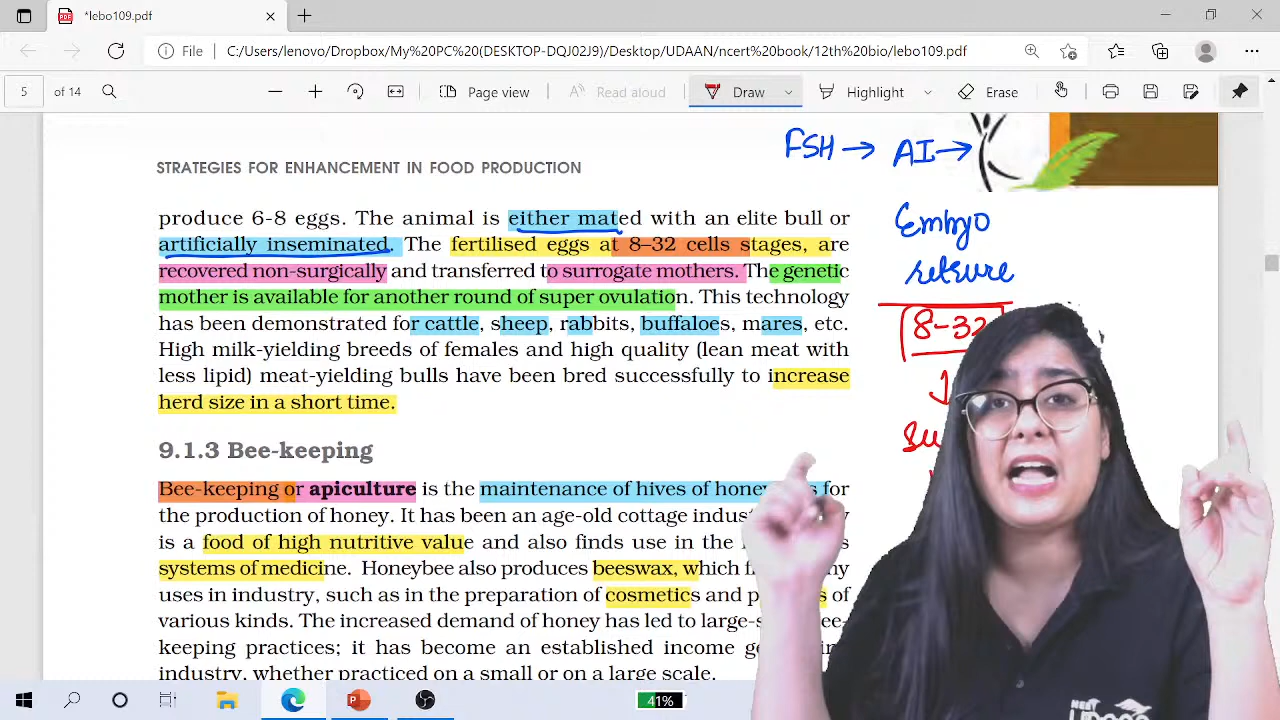 *lebo109.pdf
File
C:/Users/lenovo/Dropbox/My%20PC%20(DESKTOP-DQJ02J9)/Desktop/UDAAN/ncert%20book/12th%20bio/lebo109.pdf
5 of 14
Page view
Read aloud
Draw
Highlight
Erase
FSH → AI →
STRATEGIES FOR ENHANCEMENT IN FOOD PRODUCTION
produce 6-8 eggs. The animal is either mated with an elite bull or
artificially inseminated. The fertilised eggs at 8–32 cells stages, are
recovered non-surgically and transferred to surrogate mothers. The genetic
mother is available for another round of super ovulation. This technology
has been demonstrated for cattle, sheep, rabbits, buffaloes, mares, etc.
High milk-yielding breeds of females and high quality (lean meat with
less lipid) meat-yielding bulls have been bred successfully to increase
herd size in a short time.
Embryo
8-32
9.1.3 Bee-keeping
Bee-keeping or apiculture is the maintenance of hives of for
the production of honey. It has been an age-old cottage
is a food of high nutritive value and also finds use in the
systems of medicine. Honeybee also produces beeswax, which
uses in industry, such as in the preparation of cosmetics and of
various kinds. The increased demand of honey has led to
keeping practices; it has become an established income
industry, whether practiced on a small or on a large scale.
41%
NEET
UDAAN